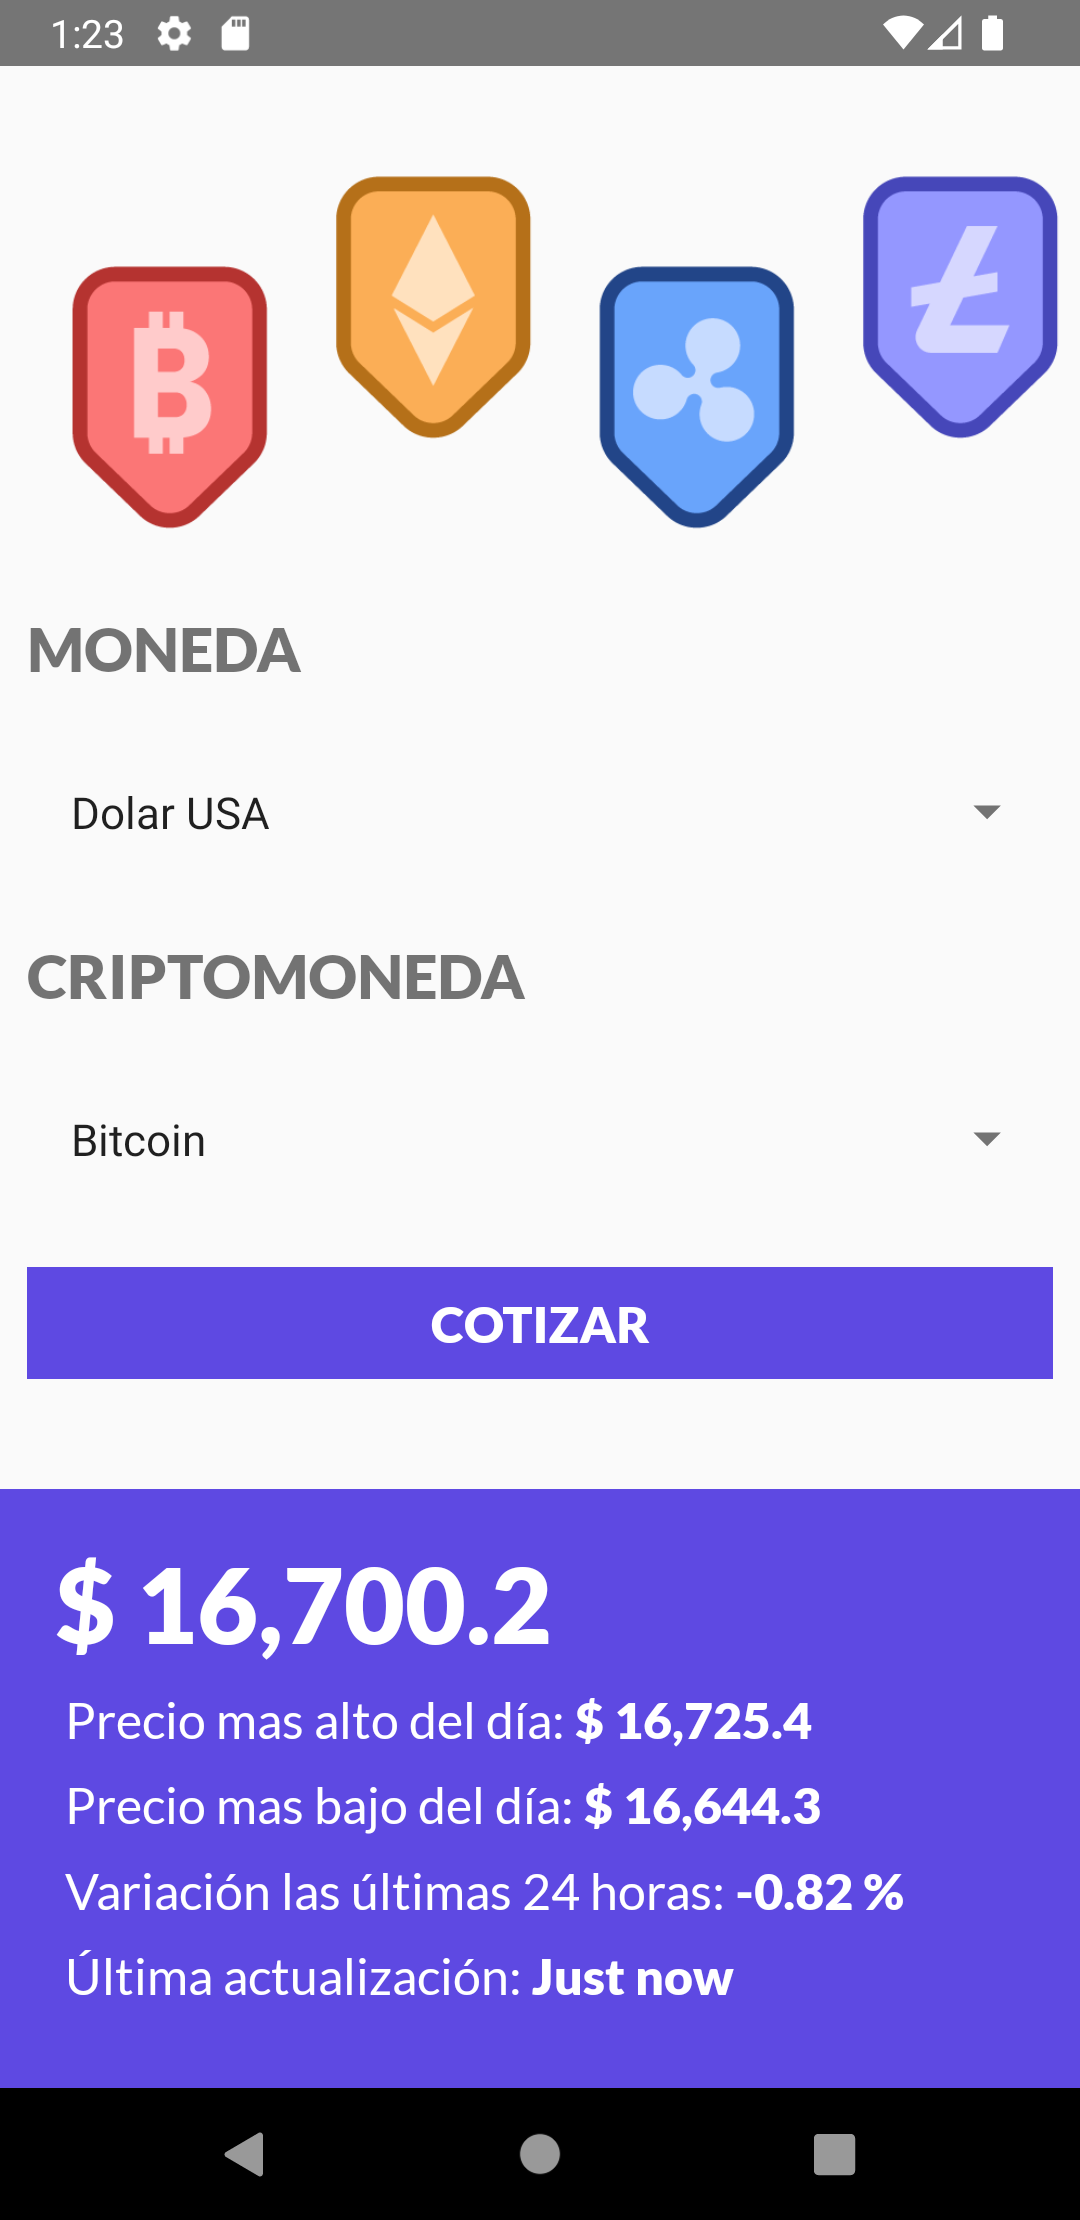 1:23
MONEDA
Dolar USA
CRIPTOMONEDA
Bitcoin
COTIZAR
$ 16,700.2
Precio mas alto del día: $ 16,725.4
Precio mas bajo del día: $ 16,644.3
Variación las últimas 24 horas: -0.82 %
Última actualización: Just now